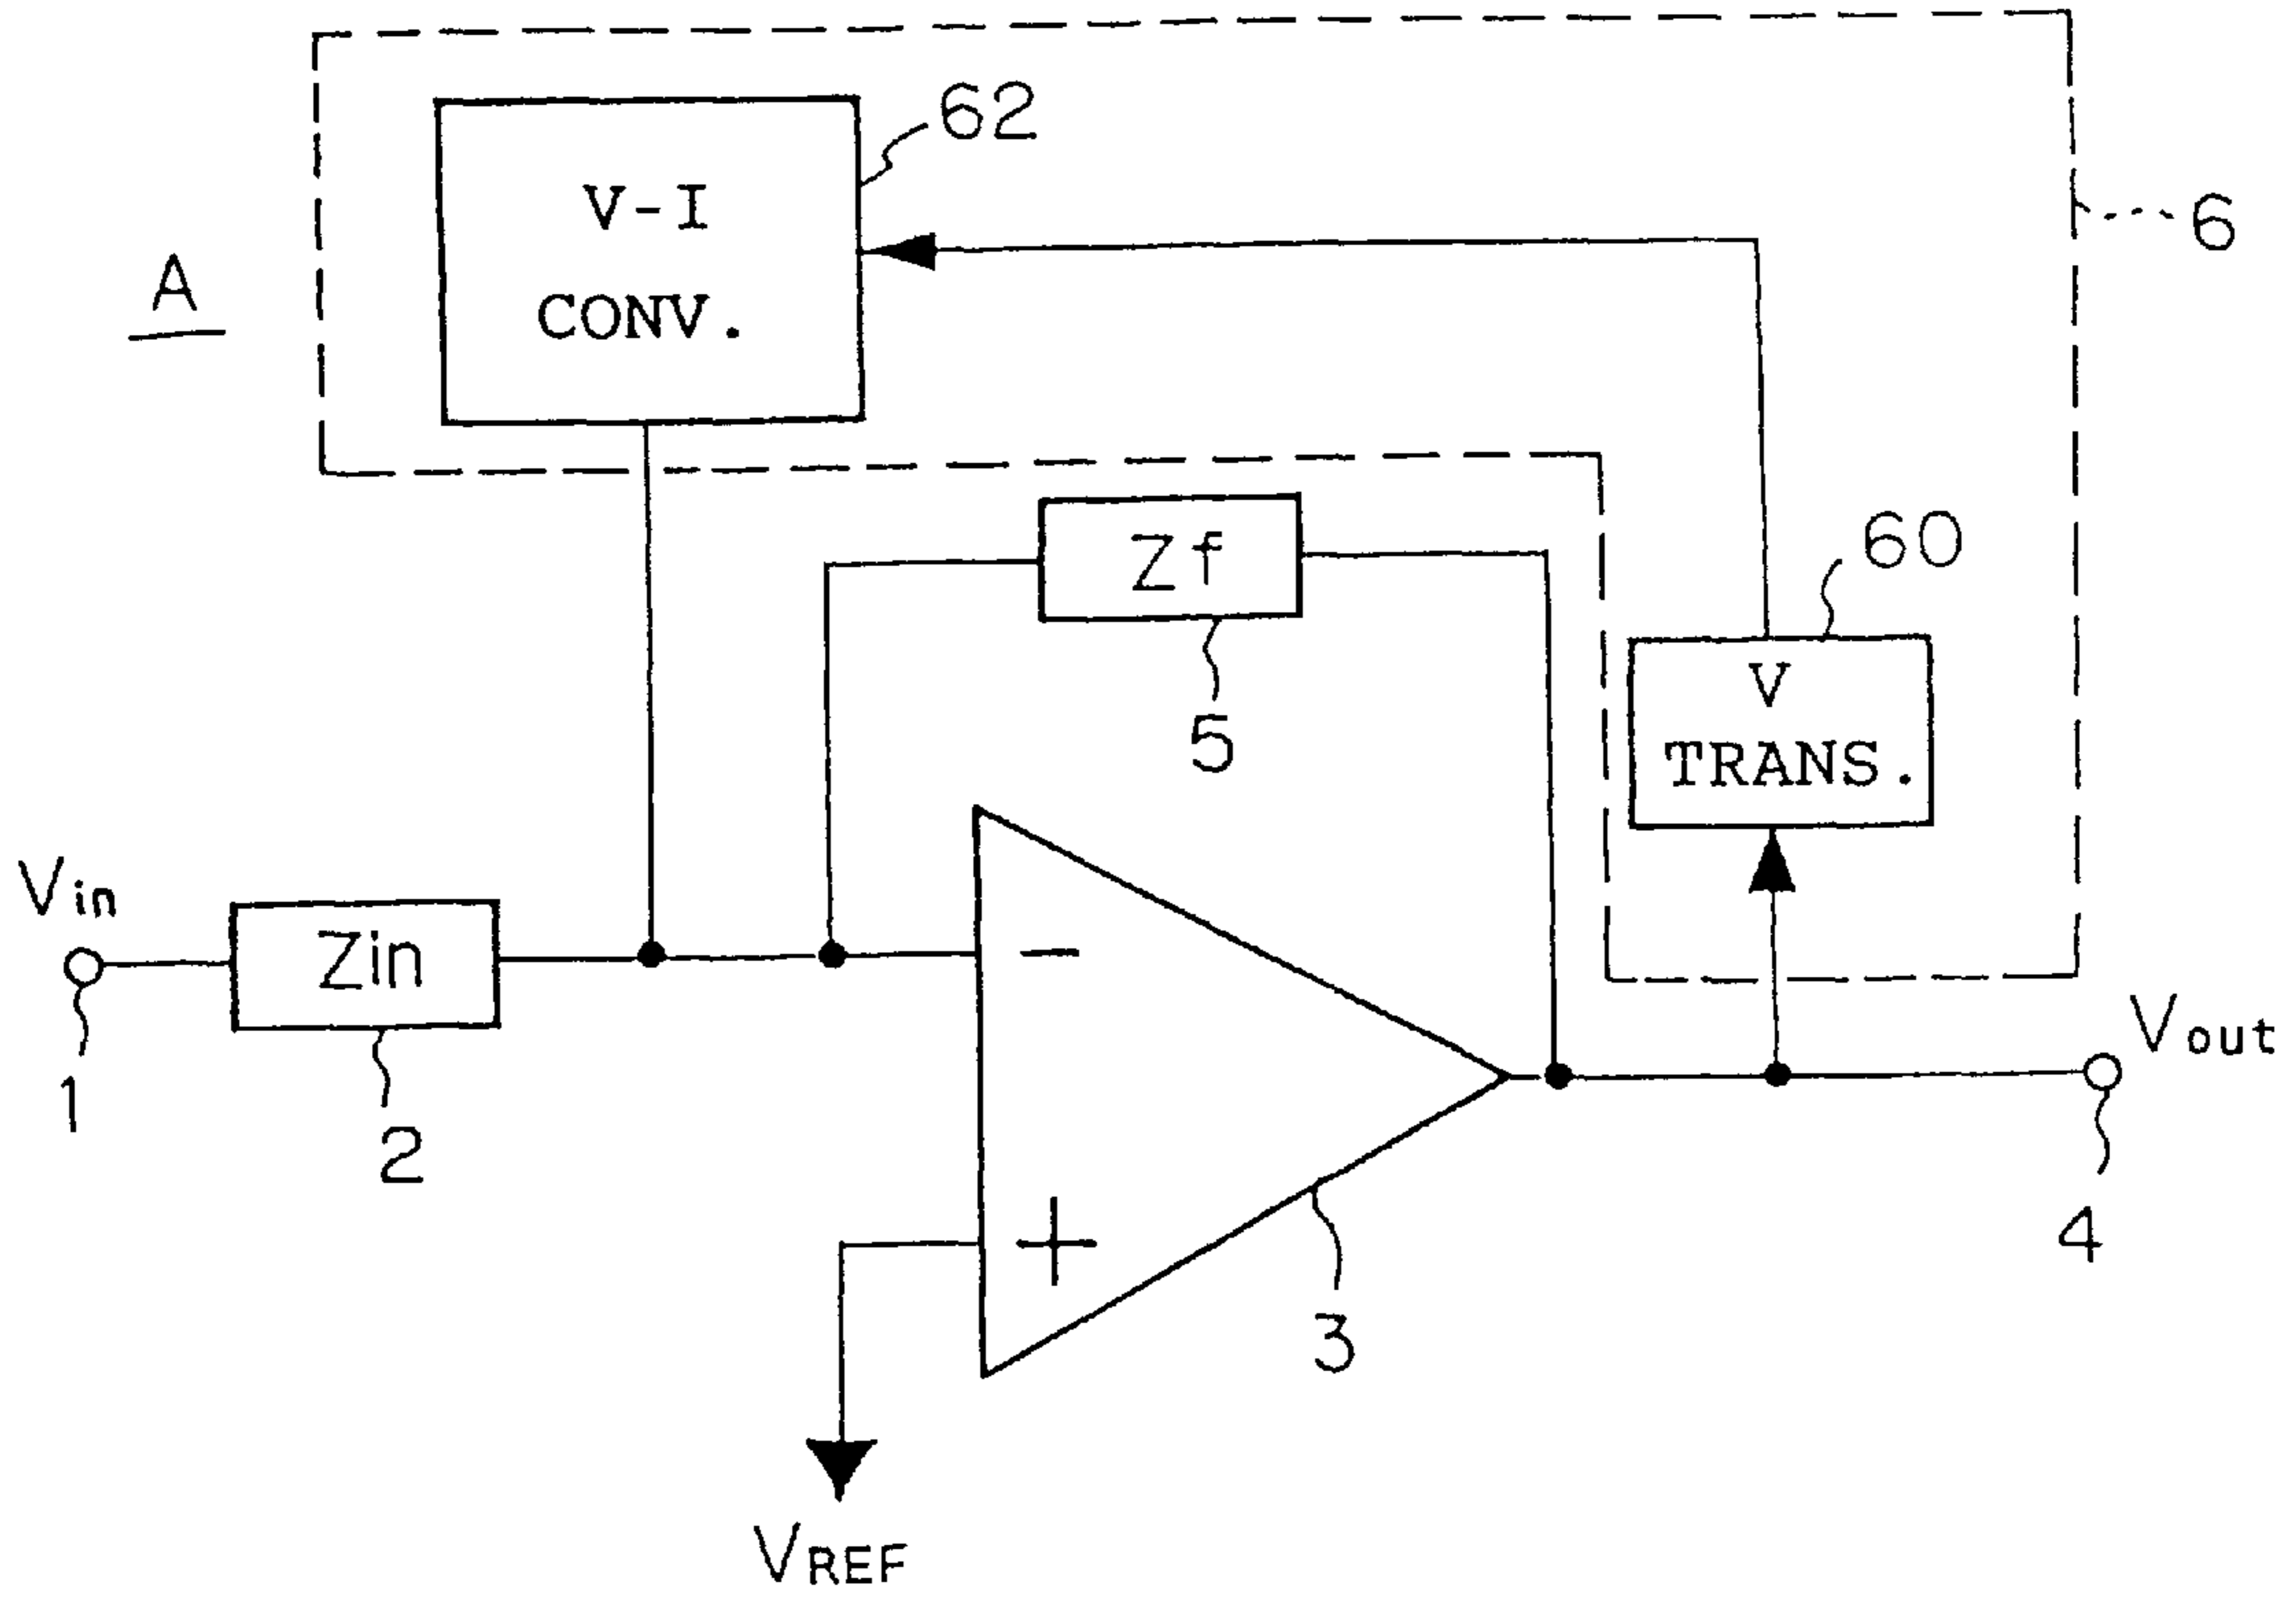 62
V-I
CONV.
6
A
Zf
60
5
V
TRANS.
Vin
Zin
-
Vout
1
2
+
4
3
VREF